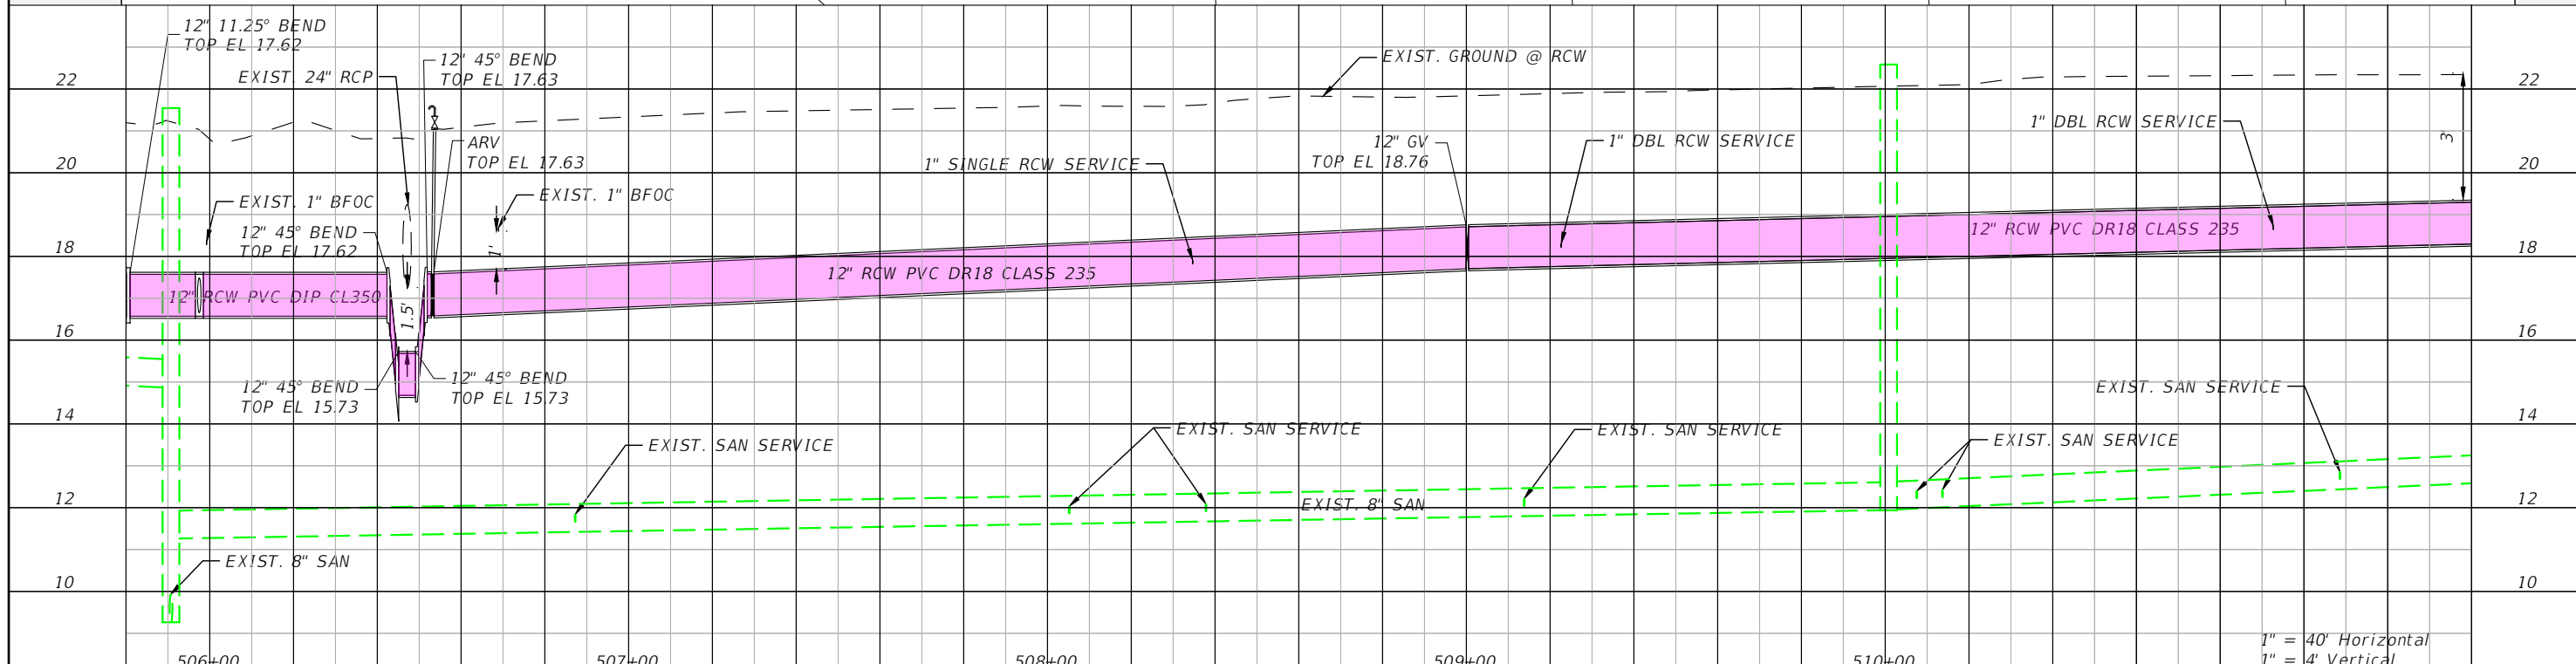 12" 11.25° BEND
TOP EL 17.62
EXIST. 24" RCP
12" 45° BEND
TOP EL 17.63
EXIST. GROUND @ RCW
22
22
ARV
TOP EL 17.63
12" GV
TOP EL 18.76
1" DBL RCW SERVICE
1" DBL RCW SERVICE
3
20
1" SINGLE RCW SERVICE
20
EXIST. 1" BFOC
EXIST. 1" BFOC
12" 45° BEND
TOP EL 17.62
1'
18
18
12" RCW PVC DR18 CLASS 235
12" RCW PVC DR18 CLASS 235
12" RCW PVC DIP CL350
1.5'
16
16
12" 45° BEND
TOP EL 15.73
12" 45° BEND
TOP EL 15.73
EXIST. SAN SERVICE
14
14
EXIST. SAN SERVICE
EXIST. SAN SERVICE
EXIST. SAN SERVICE
EXIST. SAN SERVICE
12
EXIST. 8" SAN
12
EXIST. 8" SAN
10
10
506+00
507+00
508+00
509+00
510+00
1" = 40' Horizontal
1" = 4' Vertical